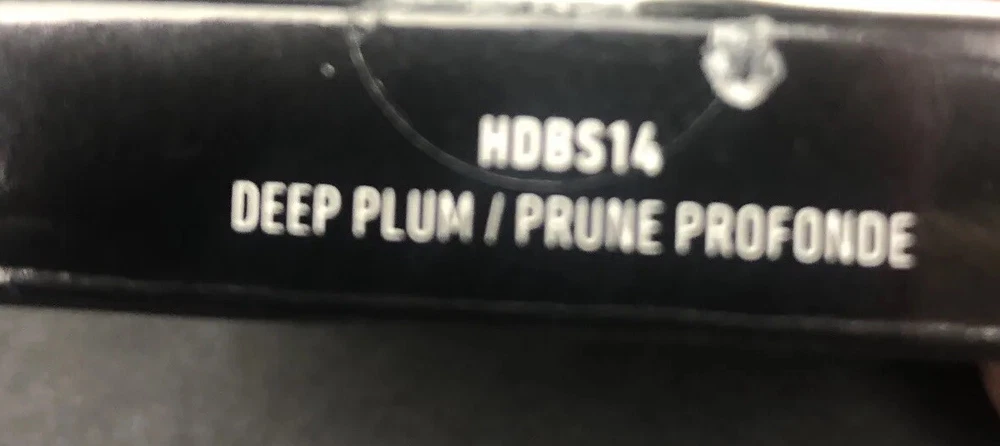 HDBS14
DEEP PLUM / PRUNE PROFONDE